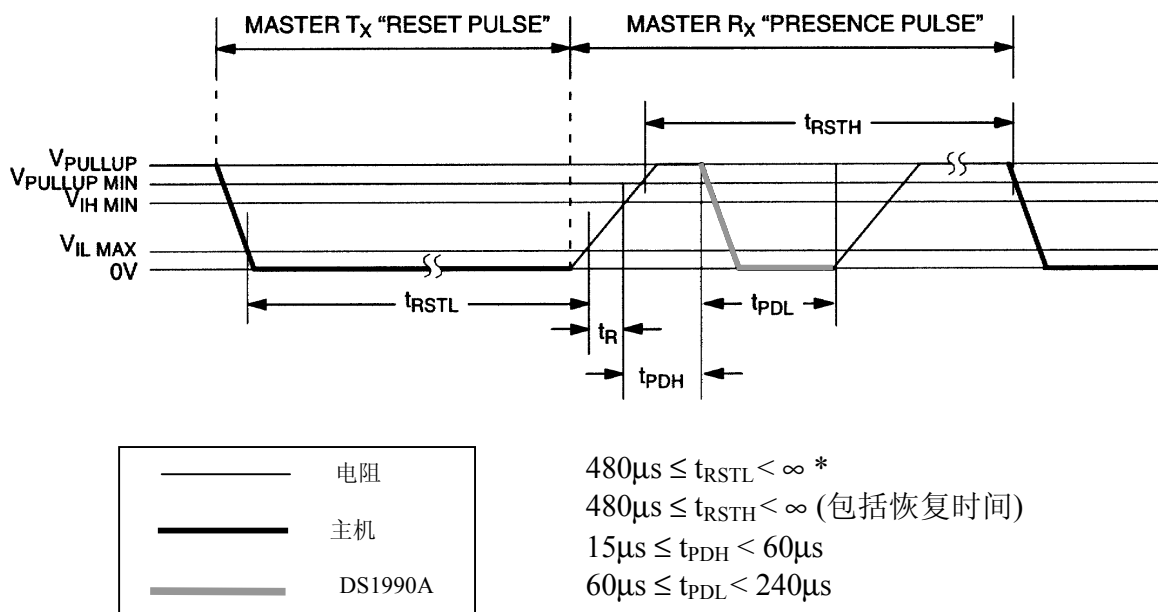 MASTER TX "RESET PULSE"
MASTER RX "PRESENCE PULSE"
tRSTH
VPULLUP
VPULLUP MIN
VIH MIN
VIL MAX
0V
tRSTL
tPDL
tR
tPDH
电阻
主机
DS1990A
480μs ≤ tRSTL < ∞ *
480μs ≤ tRSTH < ∞ (包括恢复时间)
15μs ≤ tPDH < 60μs
60μs ≤ tPDL < 240μs